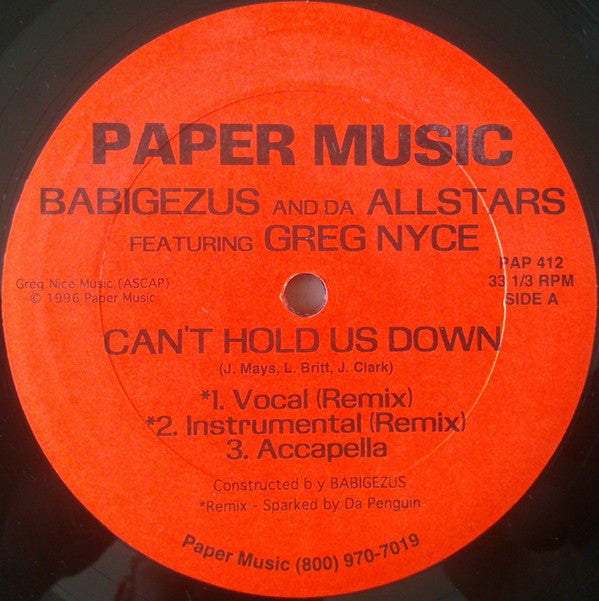 PAPER MUSIC
BABIGEZUS AND DA ALLSTARS
FEATURING GREG NYCE
Greg Nice Music (ASCAP)
© 1996 Paper Music
PAP 412
33 1/3 RPM
SIDE A
CAN'T HOLD US DOWN
(J. Mays, L. Britt, J. Clark)
*1. Vocal (Remix)
*2. Instrumental (Remix)
3. Accapella
Constructed b y BABIGEZUS
*Remix - Sparked by Da Penguin
Paper Music (800) 970-7019